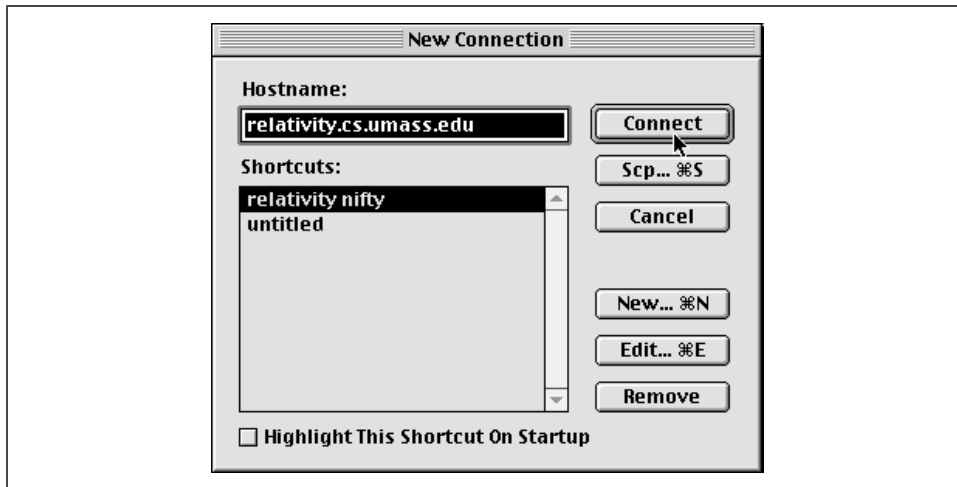 New Connection
Hostname:
relativity.cs.umass.edu
Connect
Shortcuts:
Scp... ⌘S
relativity nifty
untitled
Cancel
New... ⌘N
Edit... ⌘E
Remove
Highlight This Shortcut On Startup